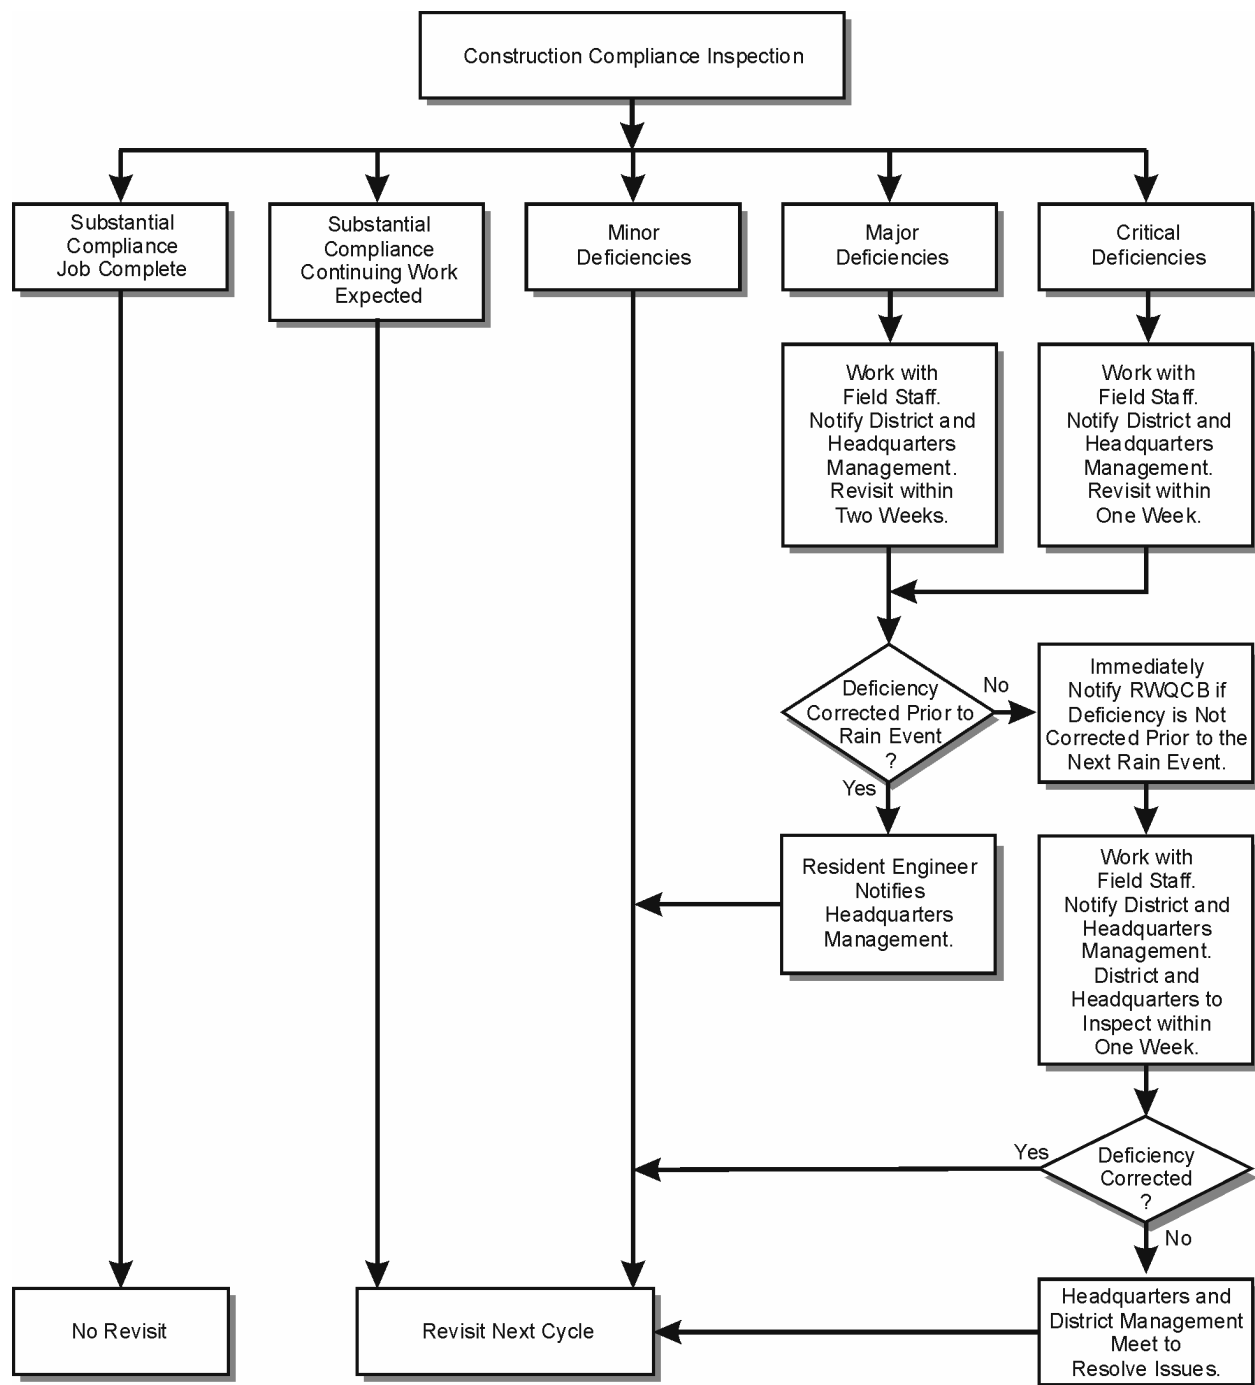 Construction Compliance Inspection
Substantial
Compliance
Job Complete
Substantial
Compliance
Continuing Work
Expected
Minor
Deficiencies
Major
Deficiencies
Critical
Deficiencies
Work with
Field Staff.
Notify District and
Headquarters
Management.
Revisit within
Two Weeks.
Work with
Field Staff.
Notify District and
Headquarters
Management.
Revisit within
One Week.
Deficiency
Corrected Prior to
Rain Event
?
No
Yes
Immediately
Notify RWQCB if
Deficiency is Not
Corrected Prior to the
Next Rain Event.
Resident Engineer
Notifies
Headquarters
Management.
Work with
Field Staff.
Notify District and
Headquarters
Management.
District and
Headquarters to
Inspect within
One Week.
Yes
Deficiency
Corrected
?
No
No Revisit
Revisit Next Cycle
Headquarters and
District Management
Meet to
Resolve Issues.